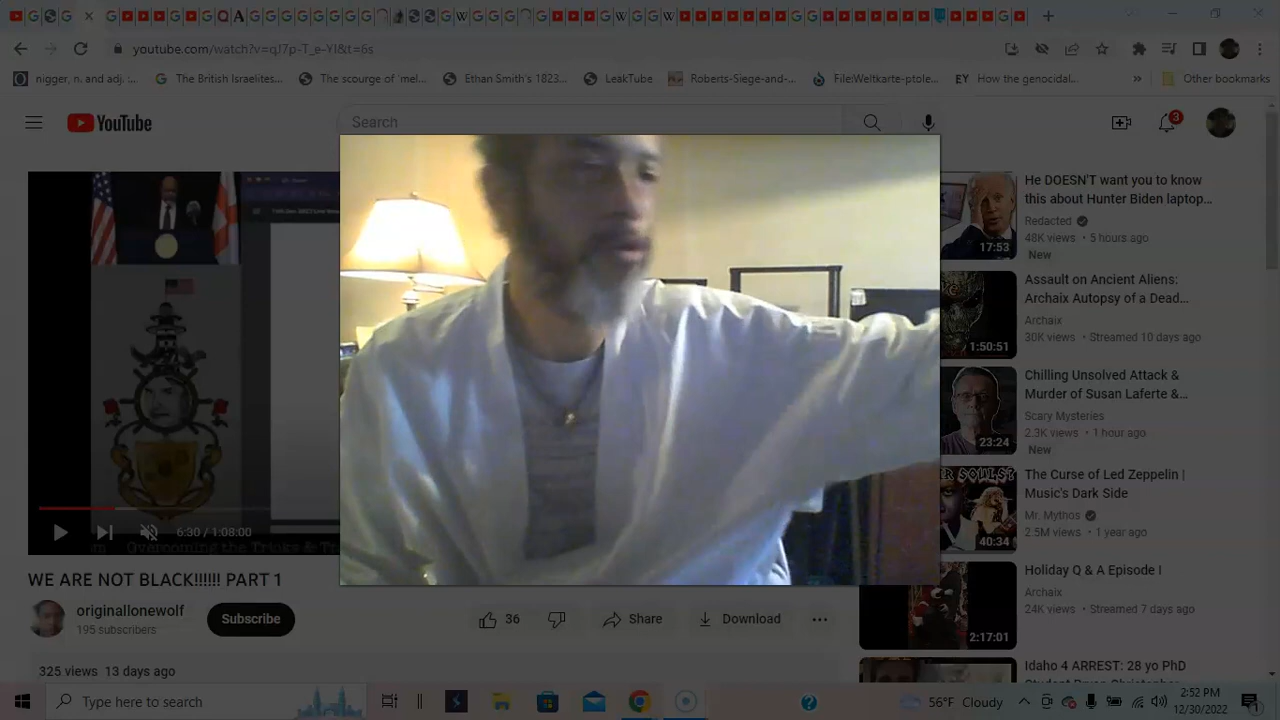 youtube.com/watch?v=qJ7p-T_e-YI&t=6s
nigger, n. and adj. :...
The British Israelites...
The scourge of 'mel...
Ethan Smith's 1823...
LeakTube
Roberts-Siege-and-...
File:Weltkarte-ptole...
EY How the genocidal...
»
Other bookmarks
YouTube
Search
3
6:30 / 1:08:00
Overcoming the Tricks & Tr
WE ARE NOT BLACK!!!!!! PART 1
originallonewolf
195 subscribers
Subscribe
36
Share
Download
325 views 13 days ago
He DOESN'T want you to know
this about Hunter Biden laptop...
Redacted
48K views • 5 hours ago
New
17:53
Assault on Ancient Aliens:
Archaix Autopsy of a Dead...
Archaix
30K views • Streamed 10 days ago
1:50:51
Chilling Unsolved Attack &
Murder of Susan Laferte &...
Scary Mysteries
2.3K views • 1 hour ago
New
23:24
The Curse of Led Zeppelin |
Music's Dark Side
Mr. Mythos
2.5M views • 1 year ago
40:34
Holiday Q & A Episode I
Archaix
24K views • Streamed 7 days ago
2:17:01
Idaho 4 ARREST: 28 yo PhD
Type here to search
56°F Cloudy
2:52 PM
12/30/2022